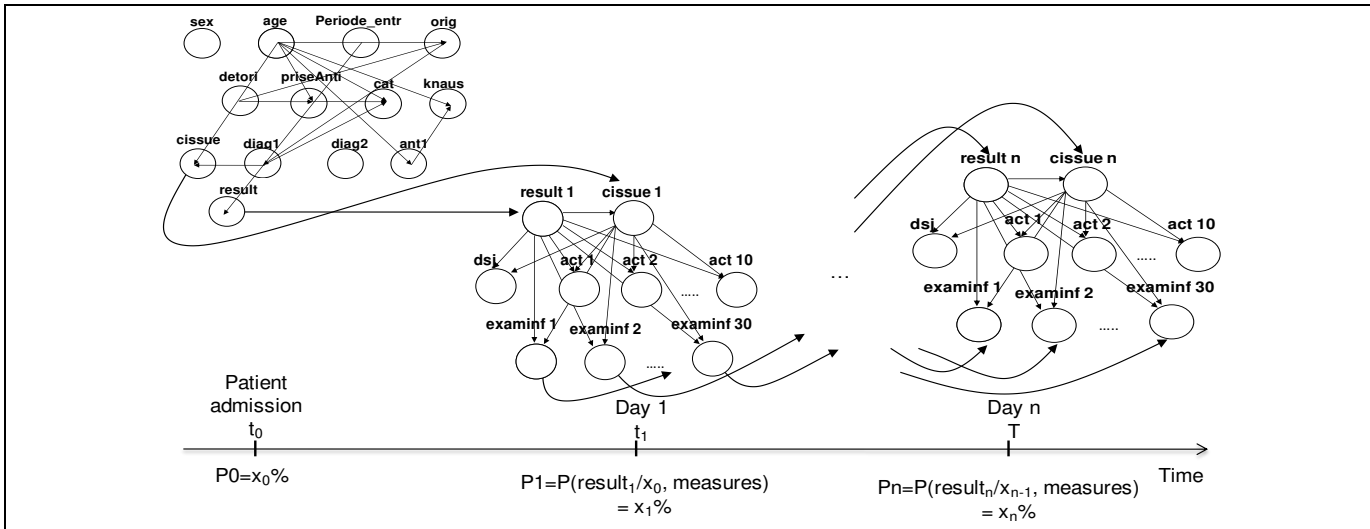 sex age Periode_entr orig
detori priseAnti cat knaus
cissue diag1 diag2 ant1
result
result 1 cissue 1
dsj act 1 act 2 act 10
.....
examinf 1 examinf 2 examinf 30
.....
...
result n cissue n
dsj act 1 act 2 act 10
.....
examinf 1 examinf 2 examinf 30
.....
Patient
admission
t0
Day 1
t1
Day n
T
Time
P0=x0%
P1=P(result1/x0, measures)
= x1%
Pn=P(resultn/xn-1, measures)
= xn%